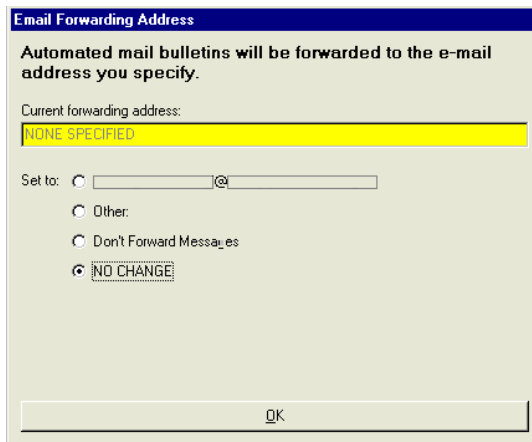 Email Forwarding Address
Automated mail bulletins will be forwarded to the e-mail
address you specify.
Current forwarding address:
NONE SPECIFIED
Set to: @
Other:
Don't Forward Messages
NO CHANGE
OK